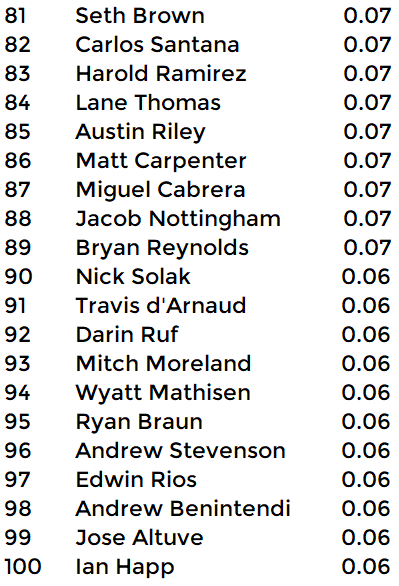 81 Seth Brown 0.07
82 Carlos Santana 0.07
83 Harold Ramirez 0.07
84 Lane Thomas 0.07
85 Austin Riley 0.07
86 Matt Carpenter 0.07
87 Miguel Cabrera 0.07
88 Jacob Nottingham 0.07
89 Bryan Reynolds 0.07
90 Nick Solak 0.06
91 Travis d'Arnaud 0.06
92 Darin Ruf 0.06
93 Mitch Moreland 0.06
94 Wyatt Mathisen 0.06
95 Ryan Braun 0.06
96 Andrew Stevenson 0.06
97 Edwin Rios 0.06
98 Andrew Benintendi 0.06
99 Jose Altuve 0.06
100 Ian Happ 0.06